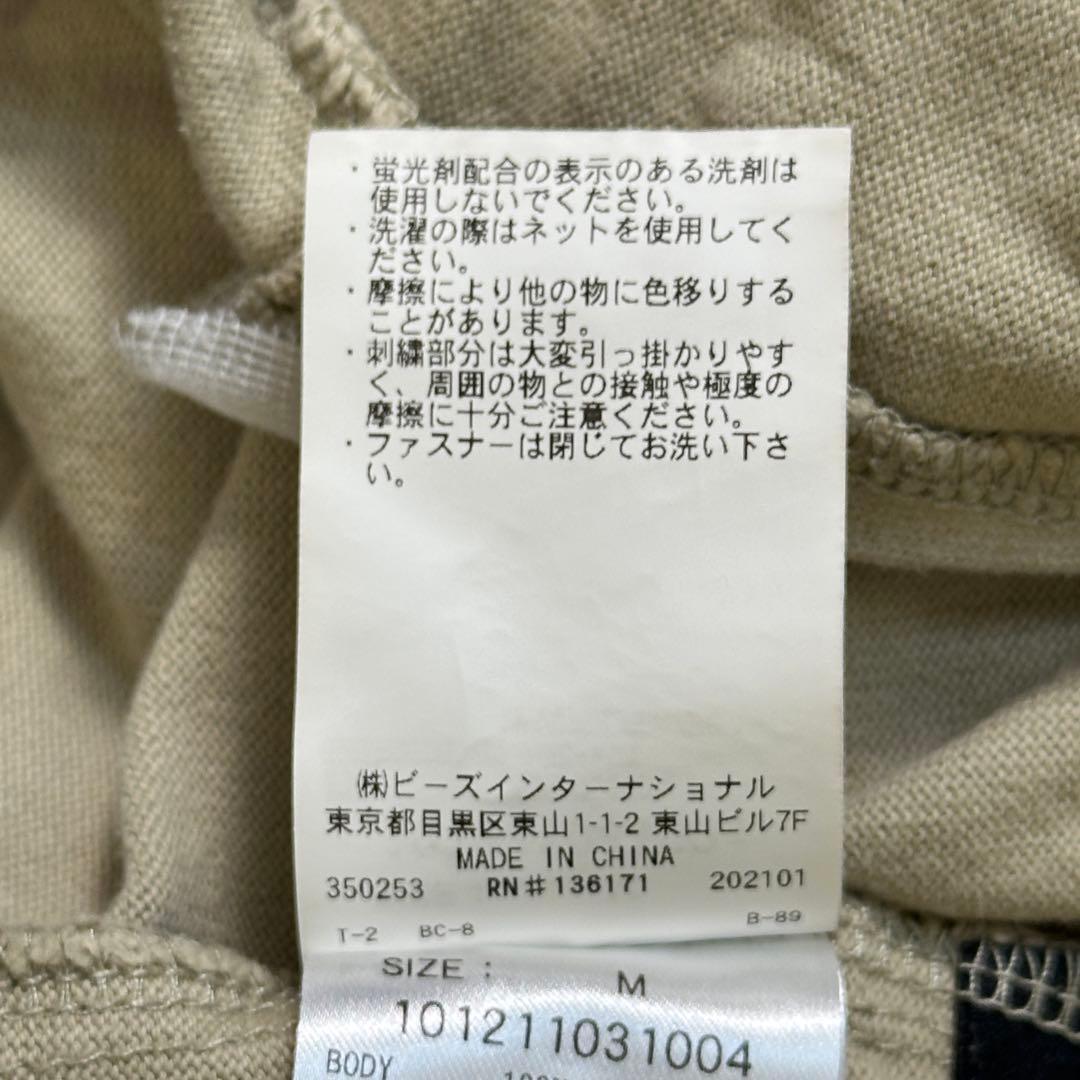 ・蛍光剤配合の表示のある洗剤は
使用しないでください。
・洗濯の際はネットを使用してく
ださい。
・摩擦により他の物に色移りする
ことがあります。
・刺繍部分は大変引っ掛かりやす
く、周囲の物との接触や極度の
摩擦に十分ご注意ください。
・ファスナーは閉じてお洗い下さ
い。
㈱ビーズインターナショナル
東京都目黒区東山1-1-2 東山ビル7F
MADE IN CHINA
350253 RN#136171 202101
T-2 BC-8 B-89
SIZE : M
101211031004
BODY